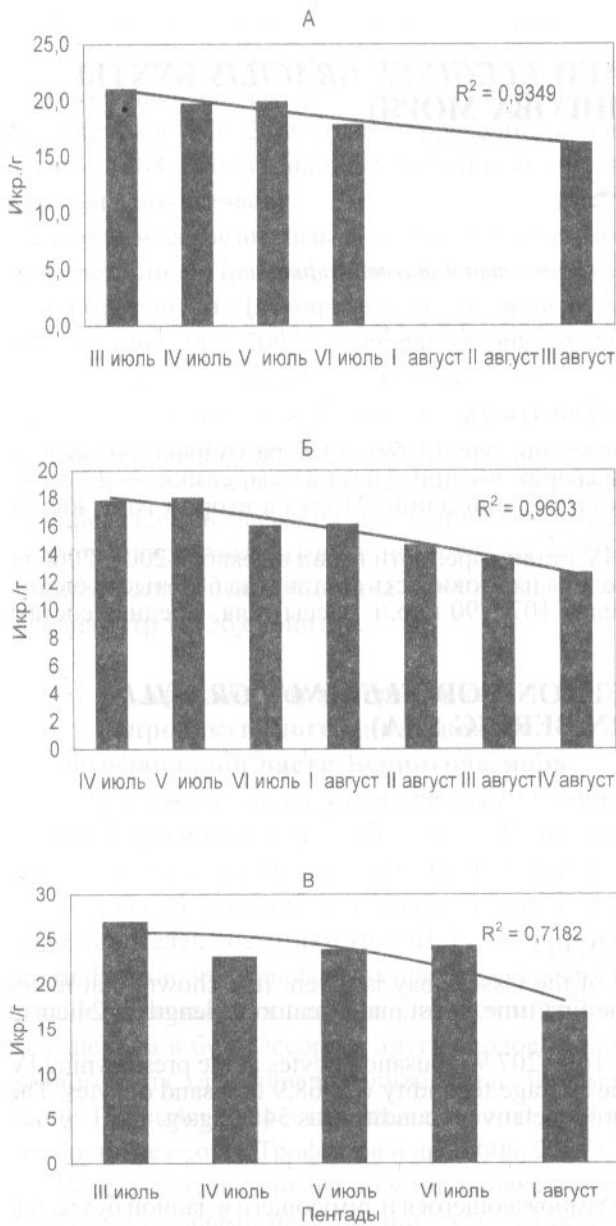 А
25,0
20,0
15,0
10,0
5,0
0,0
Икр./г
R² = 0,9349
III июль IV июль V июль VI июль I август II август III август
Б
20
18
16
14
12
10
8
6
4
2
0
Икр./г
R² = 0,9603
IV июль V июль VI июль I август II август III август IV август
В
30
25
20
15
10
5
0
Икр./г
R² = 0,7182
III июль IV июль V июль VI июль I август
Пентады